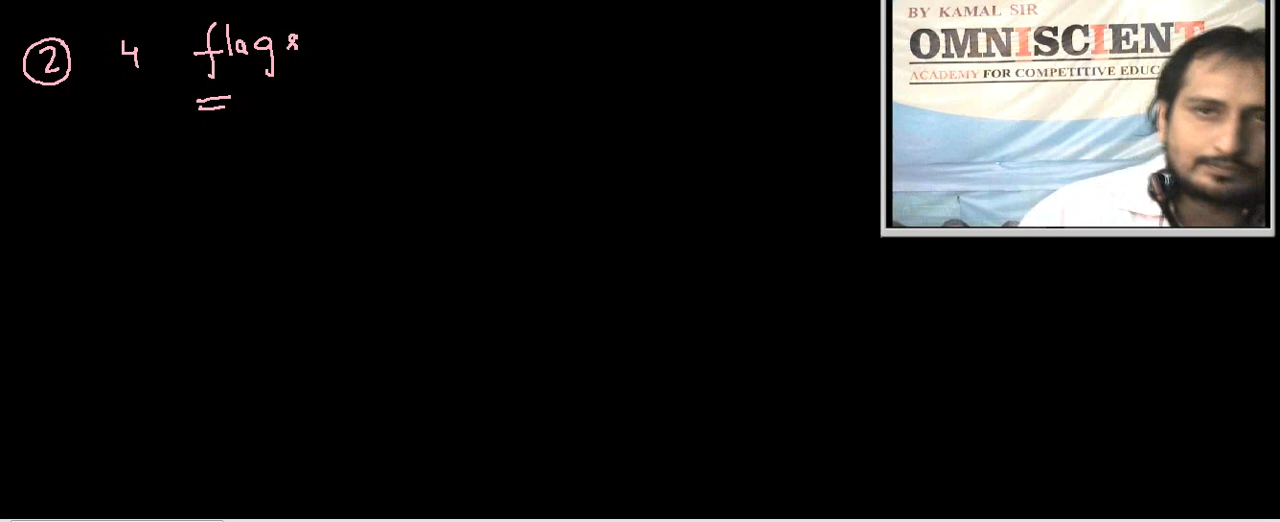 ② 4 flags
BY KAMAL SIR
OMNISCIENT
ACADEMY FOR COMPETITIVE EDUC